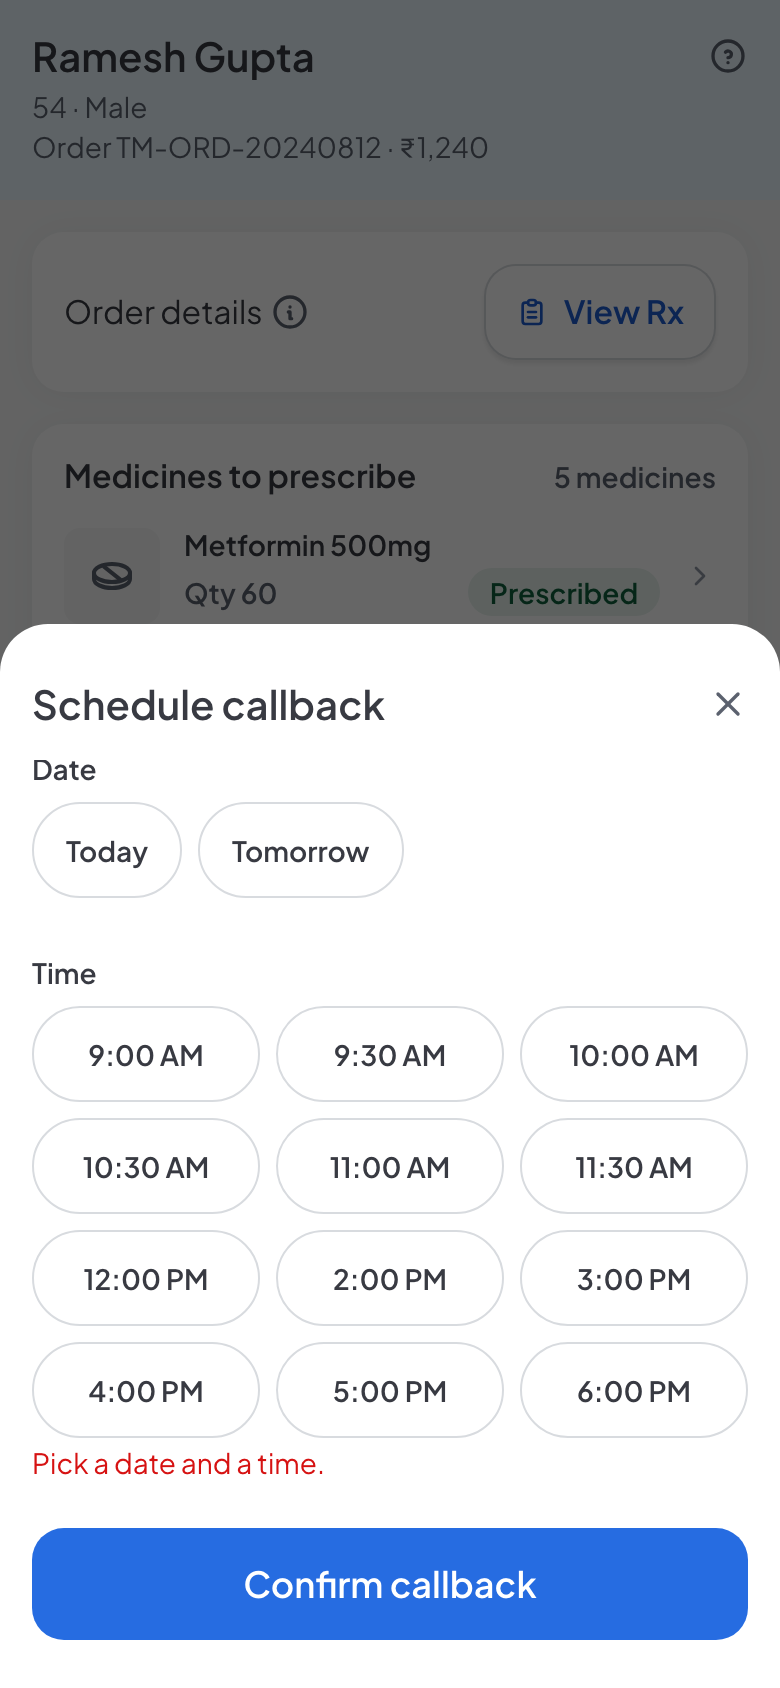 Ramesh Gupta
54 · Male
Order TM-ORD-20240812 · ₹1,240
Order details
View Rx
Medicines to prescribe
5 medicines
Metformin 500mg
Qty 60
Prescribed
Schedule callback
Date
Today
Tomorrow
Time
9:00 AM
9:30 AM
10:00 AM
10:30 AM
11:00 AM
11:30 AM
12:00 PM
2:00 PM
3:00 PM
4:00 PM
5:00 PM
6:00 PM
Pick a date and a time.
Confirm callback